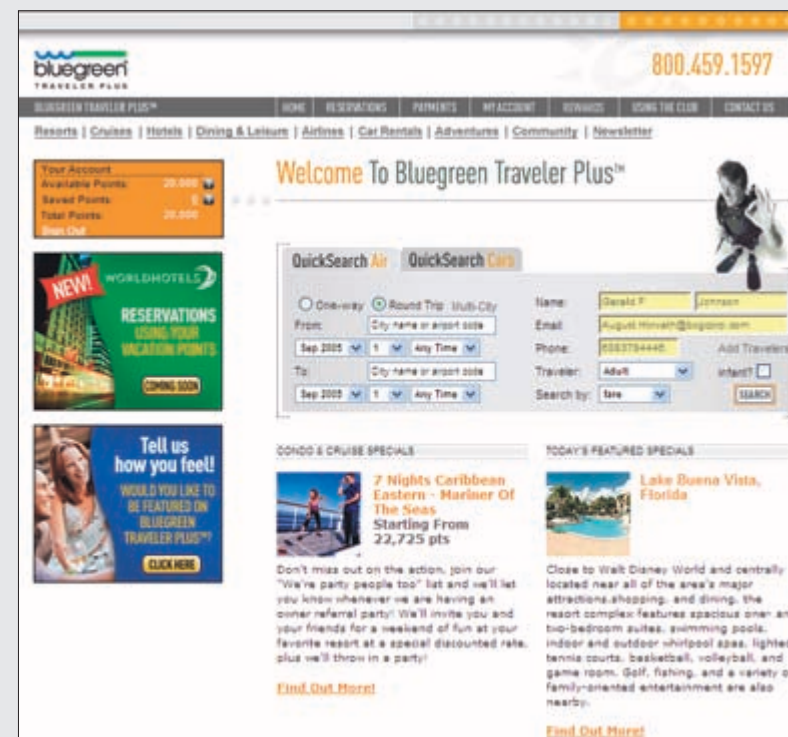 bluegreen
TRAVELER PLUS
800.459.1597
BLUEGREEN TRAVELER PLUS™
HOME RESERVATIONS PAYMENTS MY ACCOUNT REWARDS USING THE CLUB CONTACT US
Resorts | Cruises | Hotels | Dining & Leisure | Airlines | Car Rentals | Adventures | Community | Newsletter
Your Account
Available Points: 20,000
Saved Points: 0
Total Points: 20,000
Sign Out
Welcome To Bluegreen Traveler Plus™
NEW!
WORLDHOTELS
RESERVATIONS
USING YOUR
VACATION POINTS
COMING SOON
QuickSearch Air QuickSearch Cars
One-way Round Trip Multi-City
From: City name or airport code
Sep 2005 1 Any Time
To: City name or airport code
Sep 2005 1 Any Time
Name: Gerald F Johnson
Email:
Phone: Add Travelers
Traveler: Adult infant?
Search by: fare SEARCH
Tell us
how you feel!
WOULD YOU LIKE TO
BE FEATURED ON
BLUEGREEN
TRAVELER PLUS™?
CLICK HERE
CONDO & CRUISE SPECIALS
7 Nights Caribbean
Eastern - Mariner Of
The Seas
Starting From
22,725 pts
Don't miss out on the action, join our
"We're party people too" list and we'll let
you know whenever we are having an
owner referral party! We'll invite you and
your friends for a weekend of fun at your
favorite resort at a special discounted rate,
plus we'll throw in a party!
Find Out More!
TODAY'S FEATURED SPECIALS
Lake Buena Vista,
Florida
Close to Walt Disney World and centrally
located near all of the area's major
attractions,shopping, and dining, the
resort complex features spacious one- an
two-bedroom suites, swimming pools,
indoor and outdoor whirlpool spas, lighted
tennis courts, basketball, volleyball, and
game room. Golf, fishing, and a variety o
family-oriented entertainment are also
nearby.
Find Out More!